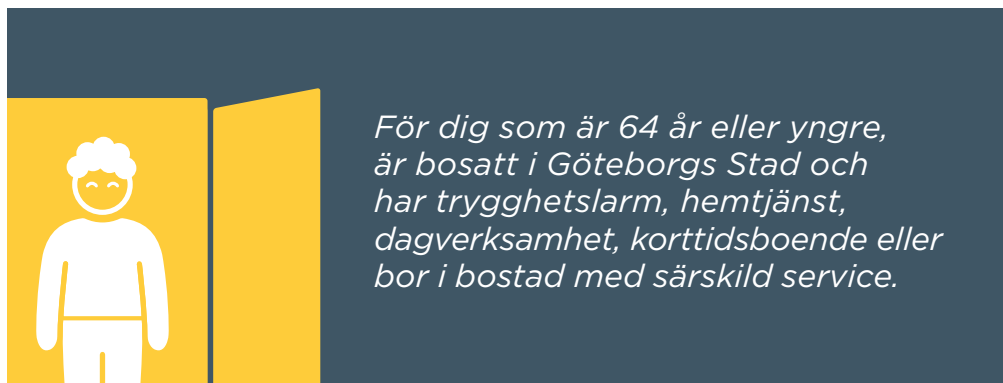 För dig som är 64 år eller yngre,
är bosatt i Göteborgs Stad och
har trygghetslarm, hemtjänst,
dagverksamhet, korttidsboende eller
bor i bostad med särskild service.